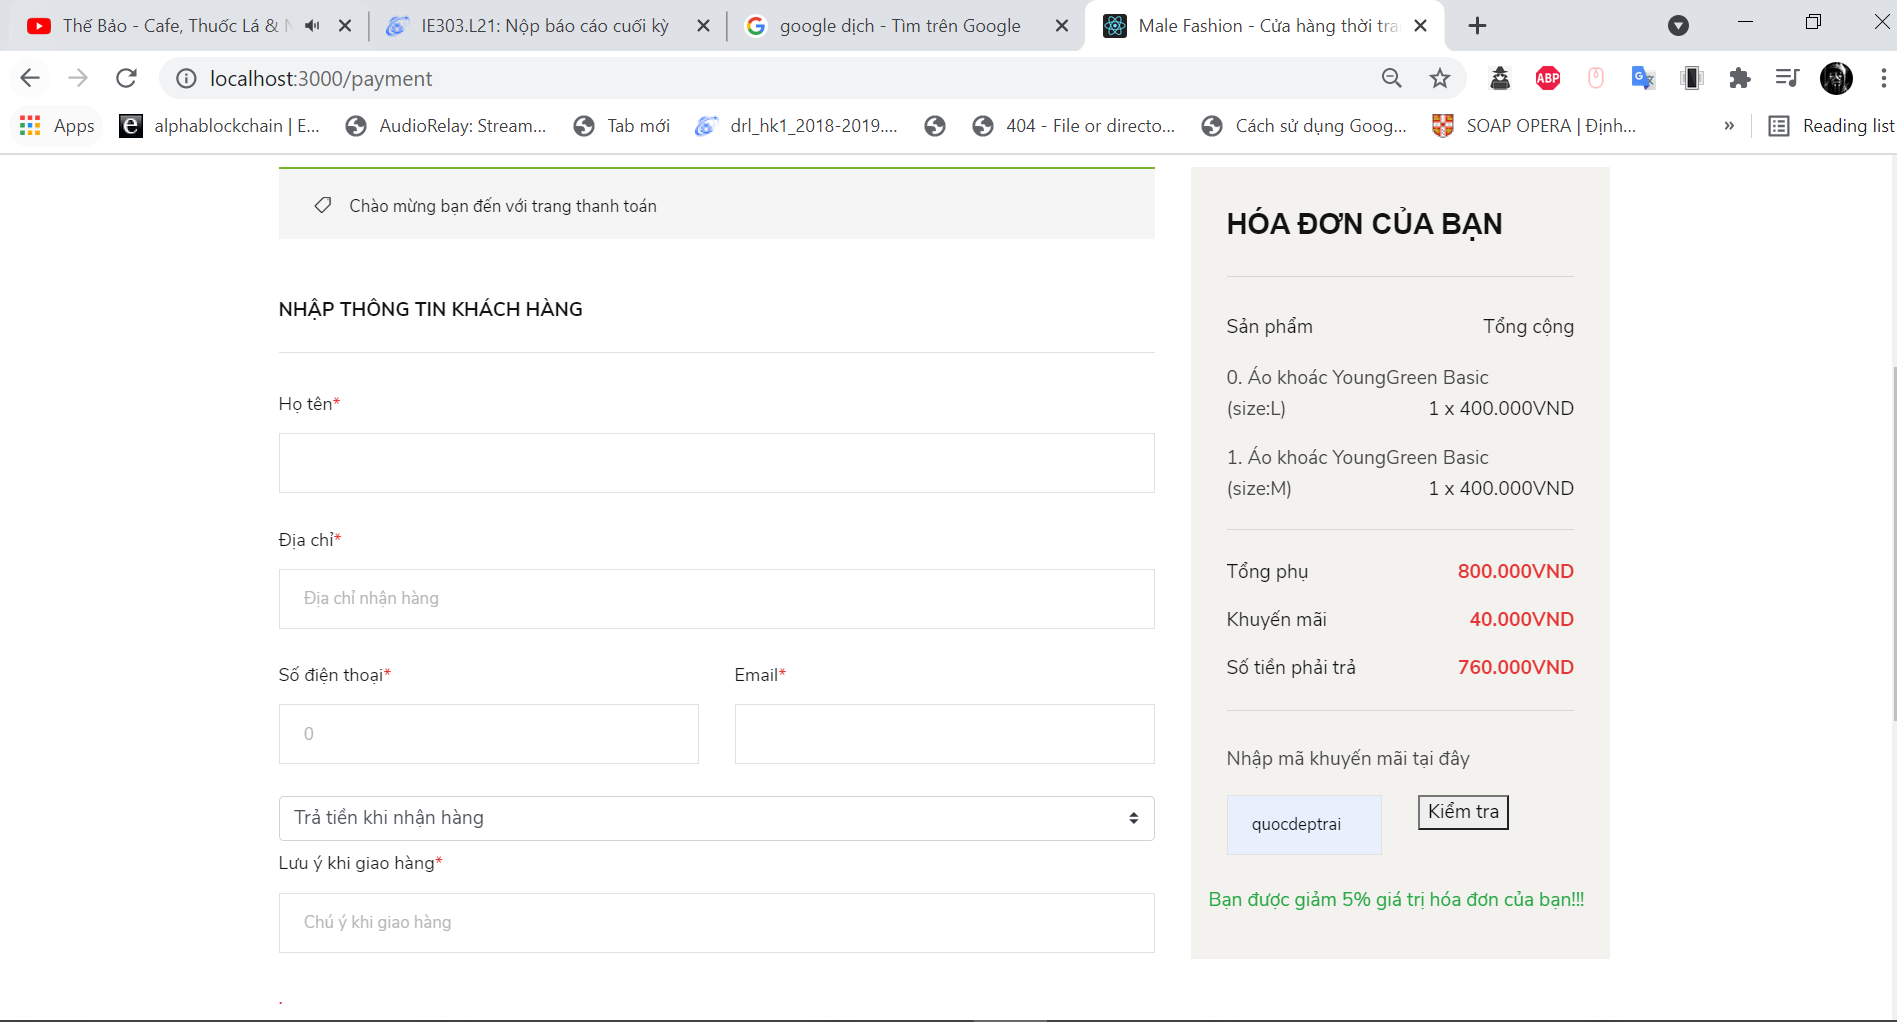 Thế Bảo - Cafe, Thuốc Lá & N
IE303.L21: Nộp báo cáo cuối kỳ
google dịch - Tìm trên Google
Male Fashion - Cửa hàng thời tra
localhost:3000/payment
ABP
Apps
alphablockchain | E...
AudioRelay: Stream...
Tab mới
drl_hk1_2018-2019....
404 - File or directo...
Cách sử dụng Goog...
SOAP OPERA | Định...
»
Reading list
Chào mừng bạn đến với trang thanh toán
NHẬP THÔNG TIN KHÁCH HÀNG
Họ tên*
Địa chỉ*
Địa chỉ nhận hàng
Số điện thoại*
Email*
0
Trả tiền khi nhận hàng
Lưu ý khi giao hàng*
Chú ý khi giao hàng
.
HÓA ĐƠN CỦA BẠN
Sản phẩm Tổng cộng
0. Áo khoác YoungGreen Basic
(size:L) 1 x 400.000VND
1. Áo khoác YoungGreen Basic
(size:M) 1 x 400.000VND
Tổng phụ 800.000VND
Khuyến mãi 40.000VND
Số tiền phải trả 760.000VND
Nhập mã khuyến mãi tại đây
quocdeptrai
Kiểm tra
Bạn được giảm 5% giá trị hóa đơn của bạn!!!